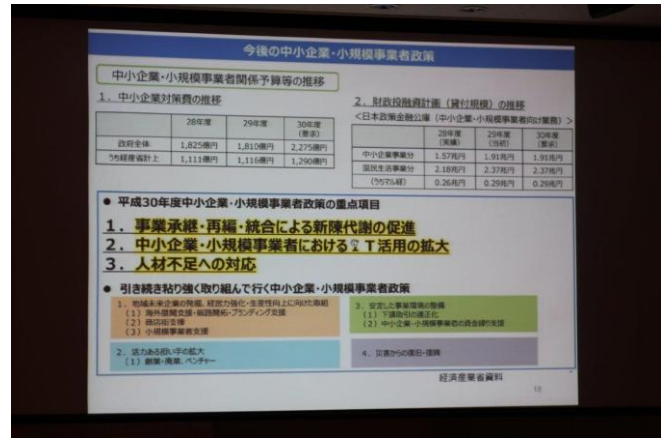 今後の中小企業・小規模事業者政策
中小企業・小規模事業者関係予算等の推移
1．中小企業対策費の推移
28年度 29年度 30年度（要求）
政府全体 1,825億円 1,810億円 2,275億円
うち経産省計上 1,111億円 1,116億円 1,290億円
2．財政投融資計画（貸付規模）の推移
＜日本政策金融公庫（中小企業・小規模事業者向け業務）＞
28年度（実績） 29年度（当初） 30年度（要求）
中小企業事業分 1.57兆円 1.91兆円 1.91兆円
国民生活事業分 2.18兆円 2.37兆円 2.37兆円
（うちマル経） 0.26兆円 0.29兆円 0.29兆円
● 平成30年度中小企業・小規模事業者政策の重点項目
1．事業承継・再編・統合による新陳代謝の促進
2．中小企業・小規模事業者におけるＩＴ活用の拡大
3．人材不足への対応
● 引き続き粘り強く取り組んで行く中小企業・小規模事業者政策
1．地域未来企業の発掘、経営力強化・生産性向上に向けた取組
（1）海外展開支援・販路開拓・ブランディング支援
（2）商店街支援
（3）小規模事業者支援
2．活力ある担い手の拡大
（1）創業・廃業、ベンチャー
3．安定した事業環境の整備
（1）下請取引の適正化
（2）中小企業・小規模事業者の資金繰り支援
4．災害からの復旧・復興
経済産業省資料
18